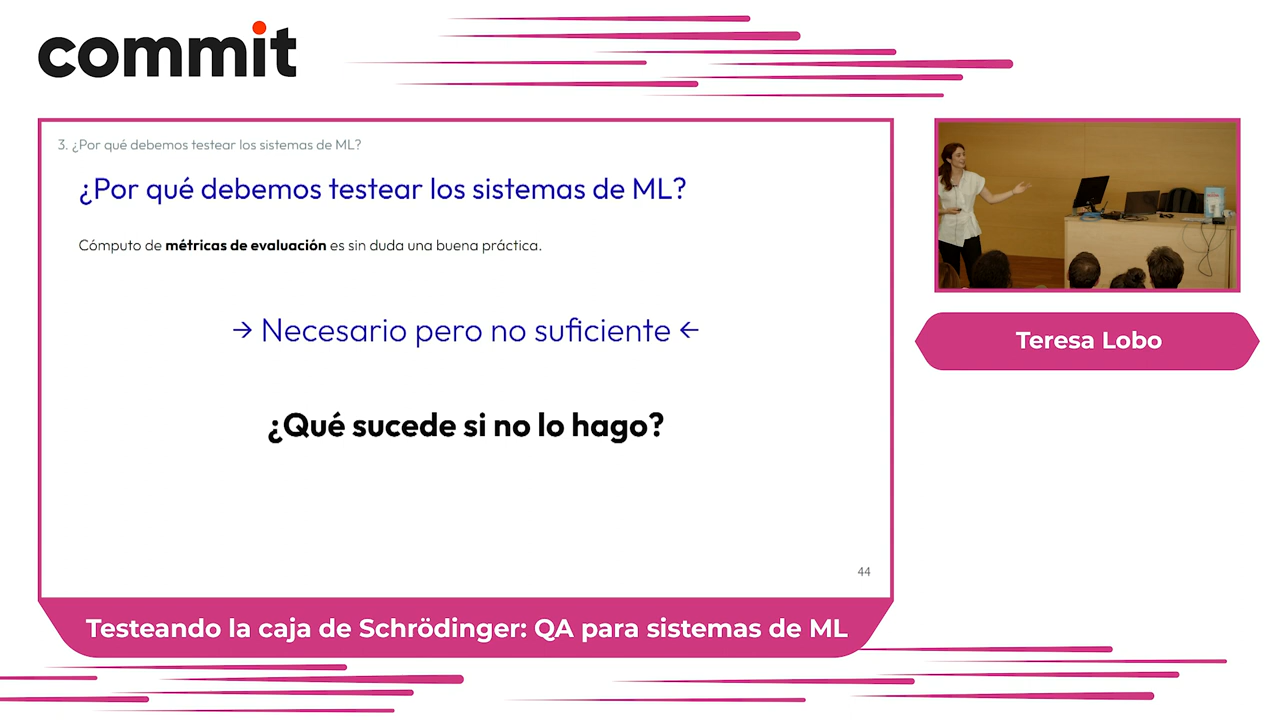 commit
3. ¿Por qué debemos testear los sistemas de ML?
¿Por qué debemos testear los sistemas de ML?
Cómputo de métricas de evaluación es sin duda una buena práctica.
→ Necesario pero no suficiente ←
¿Qué sucede si no lo hago?
44
Teresa Lobo
Testeando la caja de Schrödinger: QA para sistemas de ML